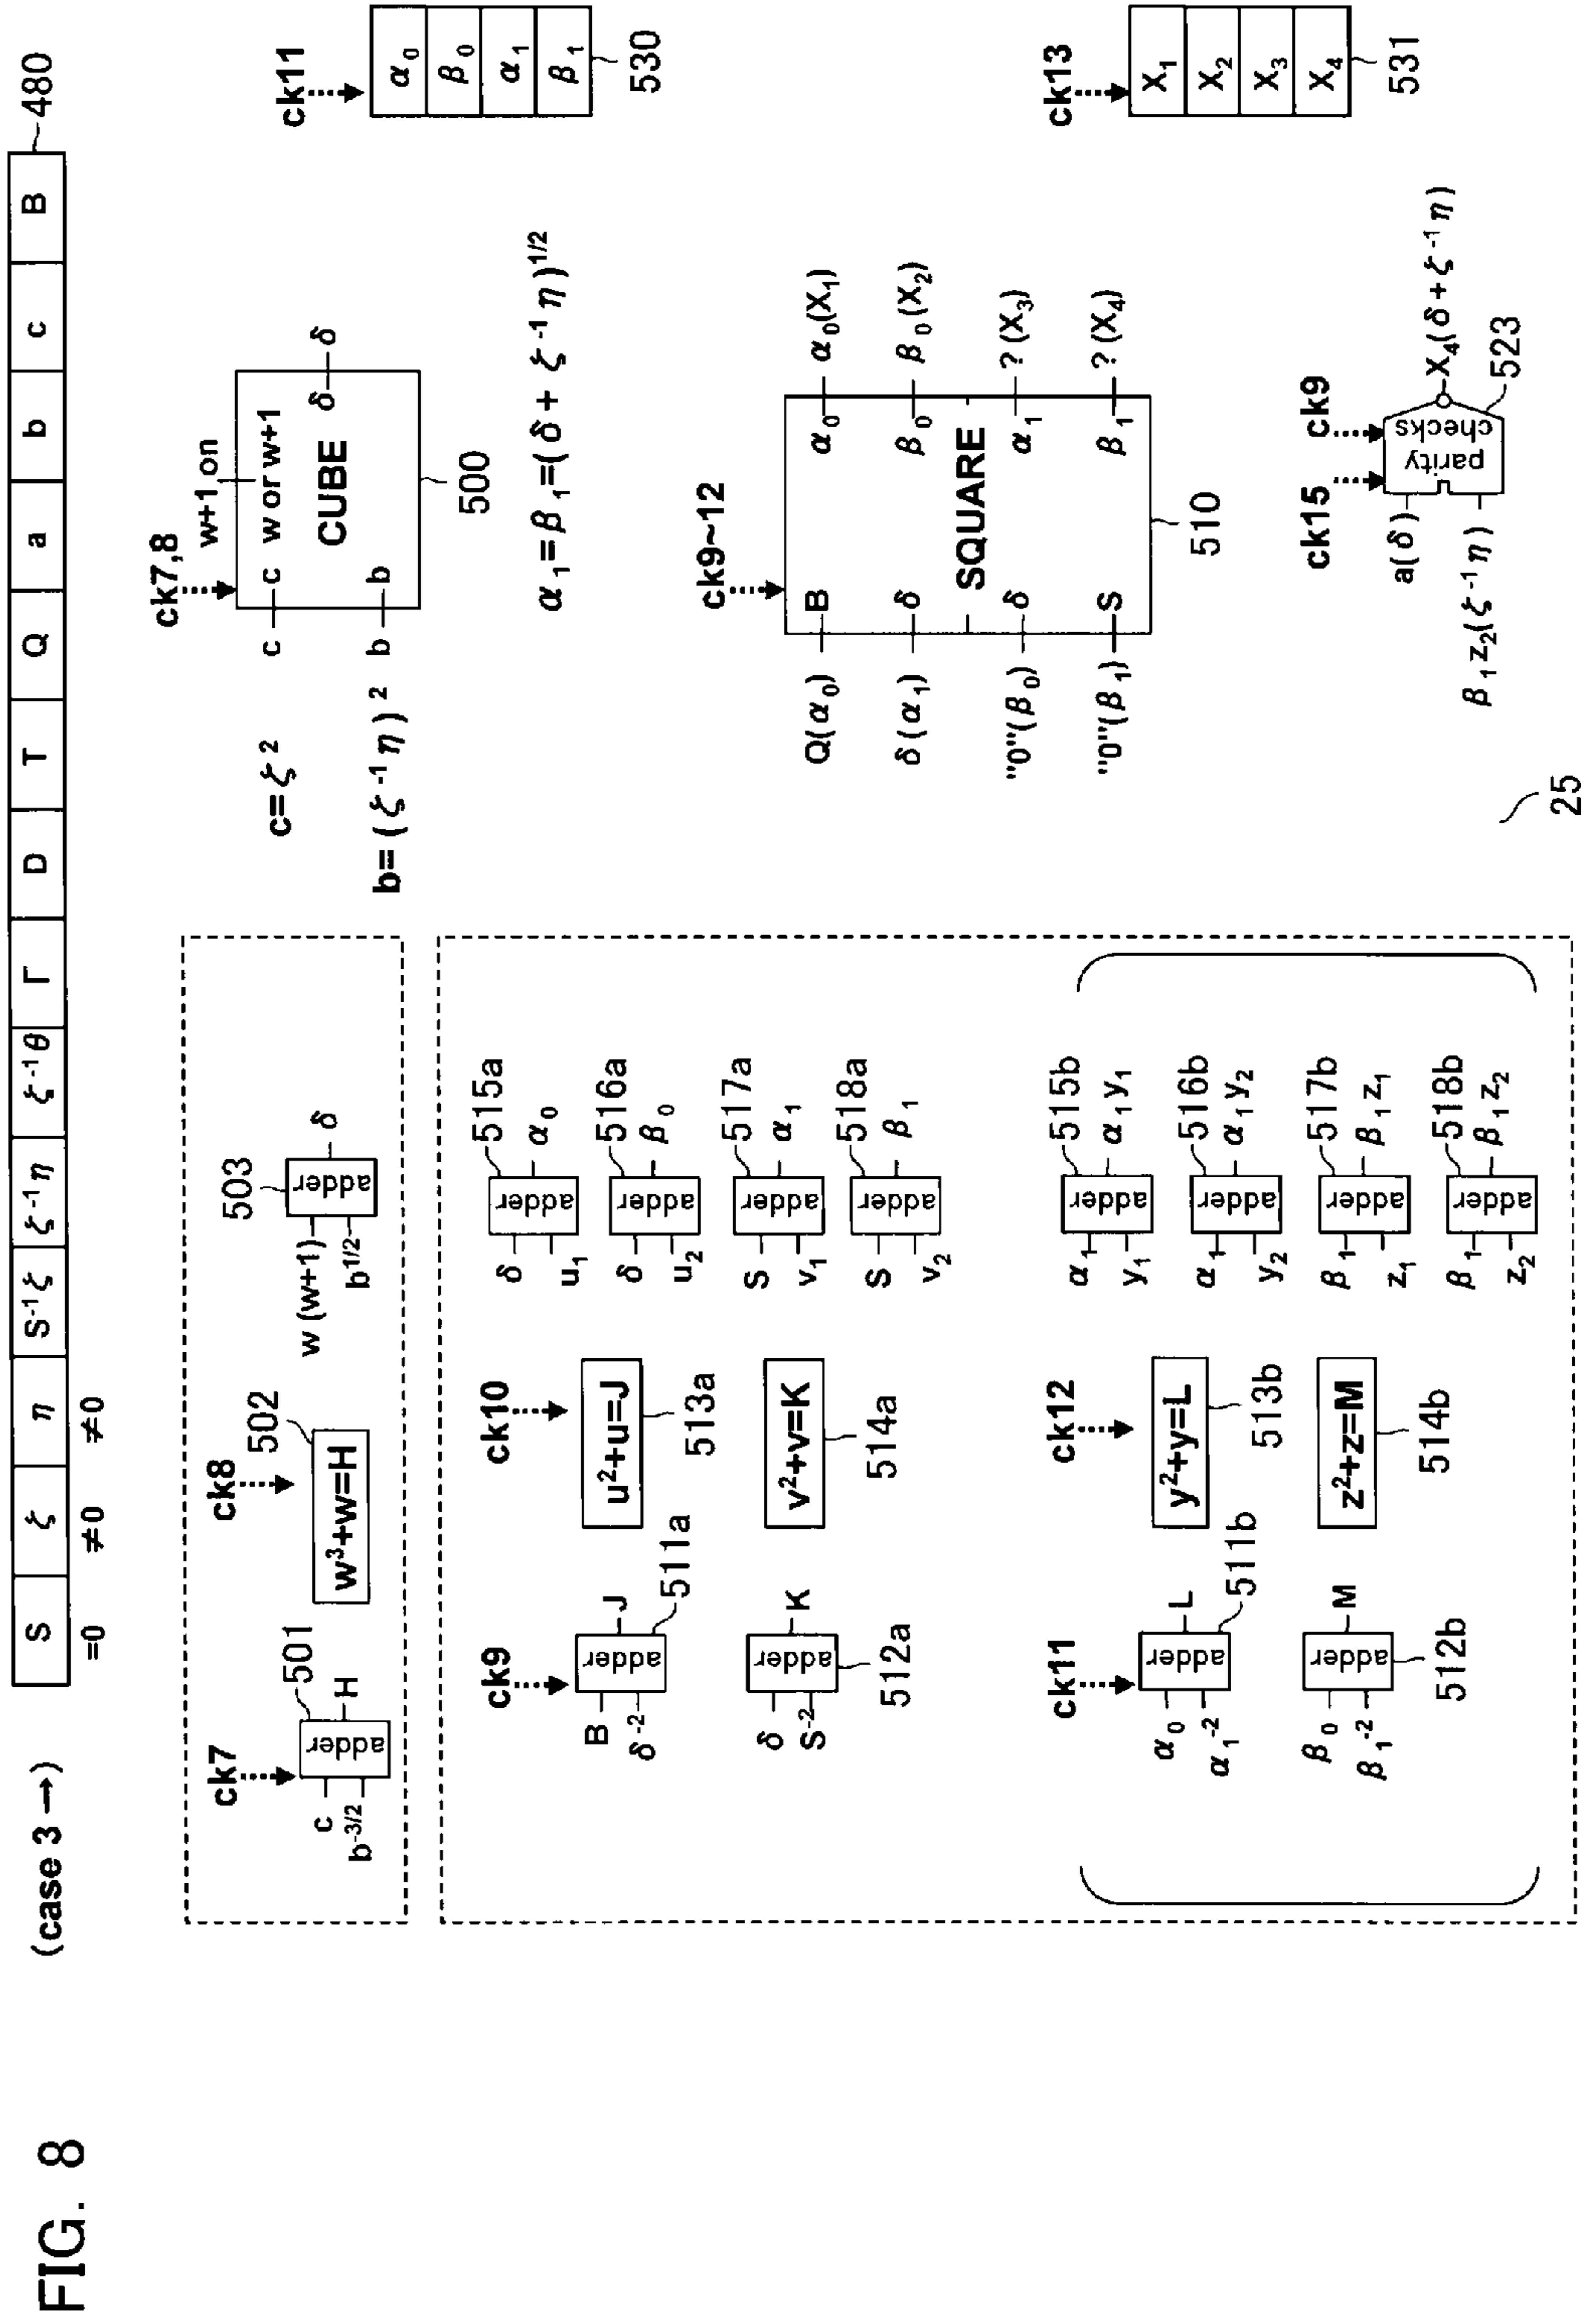 FIG. 8
(case 3 →)
S ζ η S⁻¹ζ ζ⁻¹η ζ⁻¹θ Γ D T Q a b c B
480
=0 ≠0 ≠0
ck7
c
b⁻³ᐟ²
adder
501
H
ck8
w³+w=H
502
w(w+1)
b¹ᐟ²
adder
503
δ
c=ζ²
b=(ζ⁻¹η)²
ck7,8
w+1 on
c c w or w+1
CUBE
δ δ
b b
500
α₁=β₁=(δ+ζ⁻¹η)¹ᐟ²
ck11
α₀
β₀
α₁
β₁
530
ck9
B
δ⁻²
adder
J
511a
δ
S⁻²
adder
K
512a
ck10
u²+u=J
513a
v²+v=K
514a
δ
u₁
adder
515a
α₀
δ
u₂
adder
516a
β₀
S
v₁
adder
517a
α₁
S
v₂
adder
518a
β₁
ck11
α₀
α₁⁻²
adder
L
511b
β₀
β₁⁻²
adder
M
512b
ck12
y²+y=L
513b
z²+z=M
514b
α₁
y₁
adder
515b
α₁y₁
α₁
y₂
adder
516b
α₁y₂
β₁
z₁
adder
517b
β₁z₁
β₁
z₂
adder
518b
β₁z₂
ck9~12
Q(α₀) B α₀ α₀(X₁)
δ(α₁) δ β₀ β₀(X₂)
SQUARE
"0"(β₀) δ α₁ ?(X₃)
"0"(β₁) S β₁ ?(X₄)
510
ck13
X₁
X₂
X₃
X₄
531
ck15
ck9
a(δ)
β₁z₂(ζ⁻¹η)
parity
checks
X₄(δ+ζ⁻¹η)
523
25